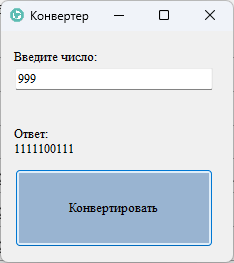 Конвертер
Введите число:
999
Ответ:
1111100111
Конвертировать